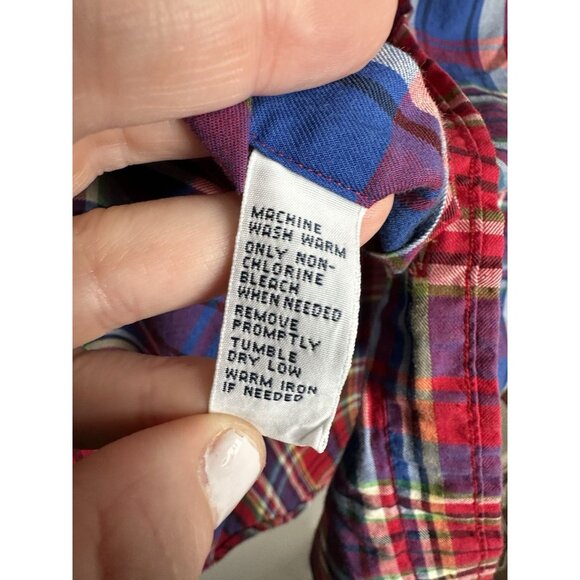 MACHINE
WASH WARM
ONLY NON-
CHLORINE
BLEACH
WHEN NEEDED
REMOVE
PROMPTLY
TUMBLE
DRY LOW
WARM IRON
IF NEEDED